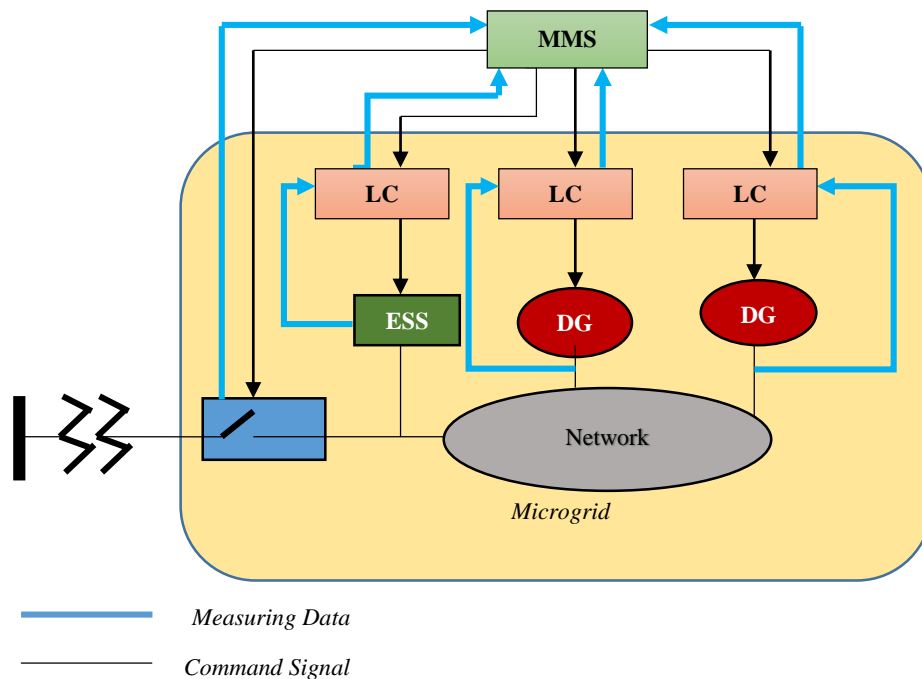 MMS
LC
LC
LC
ESS
DG
DG
Network
Microgrid
Measuring Data
Command Signal